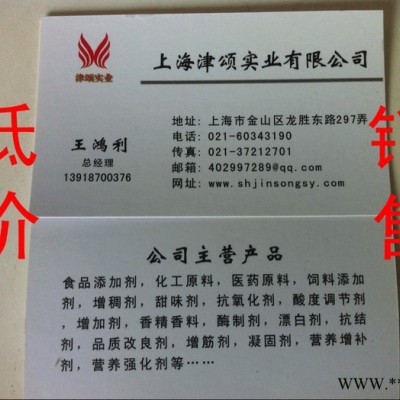 上海津颂实业有限公司
津颂实业
王鸿利
总经理
13918700376
地址: 上海市金山区龙胜东路297弄
电话: 021-60343190
传真: 021-37212701
邮箱: 402997289@qq.com
网址: www.shjinsongsy.com
公司主营产品
食品添加剂, 化工原料, 医药原料, 饲料添加
剂, 增稠剂, 甜味剂, 抗氧化剂, 酸度调节剂
, 增加剂, 香精香料, 酶制剂, 漂白剂, 抗结
剂, 品质改良剂, 增筋剂, 凝固剂, 营养增补
剂, 营养强化剂等……
低价
销售
www.**